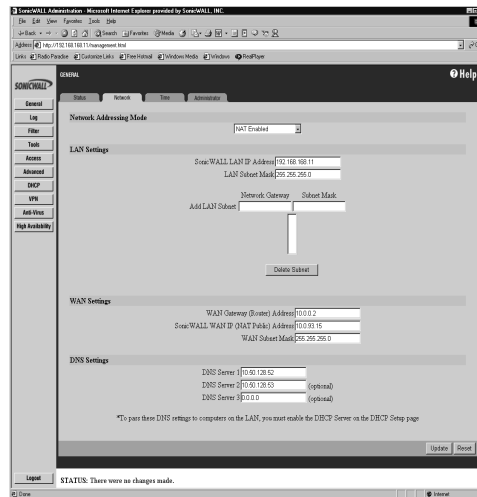 SonicWALL Administration - Microsoft Internet Explorer provided by SonicWALL, INC.
File Edit View Favorites Tools Help
Back Search Favorites Media
Address http://192.168.168.11/management.html
Links Radio Paradise Customize Links Free Hotmail Windows Media Windows RealPlayer
SONICWALL
GENERAL
Help
Status Network Time Administrator
General
Log
Filter
Tools
Access
Advanced
DHCP
VPN
Anti-Virus
High Availability
Logout
Network Addressing Mode
NAT Enabled
LAN Settings
SonicWALL LAN IP Address 192.168.168.11
LAN Subnet Mask 255.255.255.0
Network Gateway Subnet Mask
Add LAN Subnet
Delete Subnet
WAN Settings
WAN Gateway (Router) Address 10.0.0.2
SonicWALL WAN IP (NAT Public) Address 10.0.93.15
WAN Subnet Mask 255.255.255.0
DNS Settings
DNS Server 1 10.50.128.52
DNS Server 2 10.50.128.53 (optional)
DNS Server 3 0.0.0.0 (optional)
*To pass these DNS settings to computers on the LAN, you must enable the DHCP Server on the DHCP Setup page
Update Reset
STATUS: There were no changes made.
Done Internet